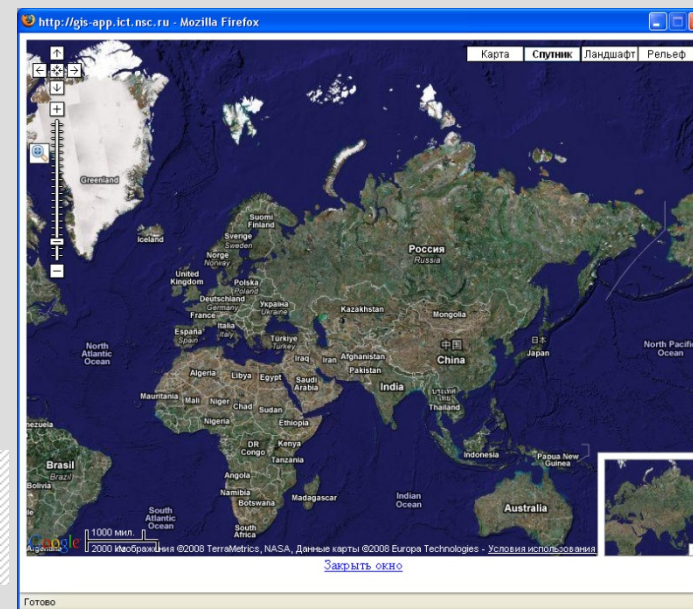 http://gis-app.ict.nsc.ru - Mozilla Firefox
Карта Спутник Ландшафт Рельеф
Greenland
Iceland
Suomi
Finland
Sverige
Sweden
Norge
Norway
Россия
Russia
United
Kingdom
Polska
Poland
Deutschland
Germany
Україна
Ukraine
France
Kazakhstan
Mongolia
Italia
Italy
España
Spain
Türkiye
Turkey
中国
China
日本
Japan
North
Atlantic
Ocean
North Pacific
Ocean
Iraq
Iran
Afghanistan
Pakistan
Algeria
Libya
Egypt
Saudi
Arabia
India
Mauritania
Mali
Niger
Chad
Sudan
Thailand
Nigeria
Ethiopia
DR
Congo
Kenya
Tanzania
Indonesia
Papua New
Guinea
Brasil
Brazil
Bolivia
Angola
Namibia
Botswana
Madagascar
Indian
Ocean
Australia
South
Atlantic
Ocean
South
Africa
1000 мил.
Google
©2008 TerraMetrics, NASA, Данные карты ©2008 Europa Technologies - Условия использования
Закрыть окно
Готово